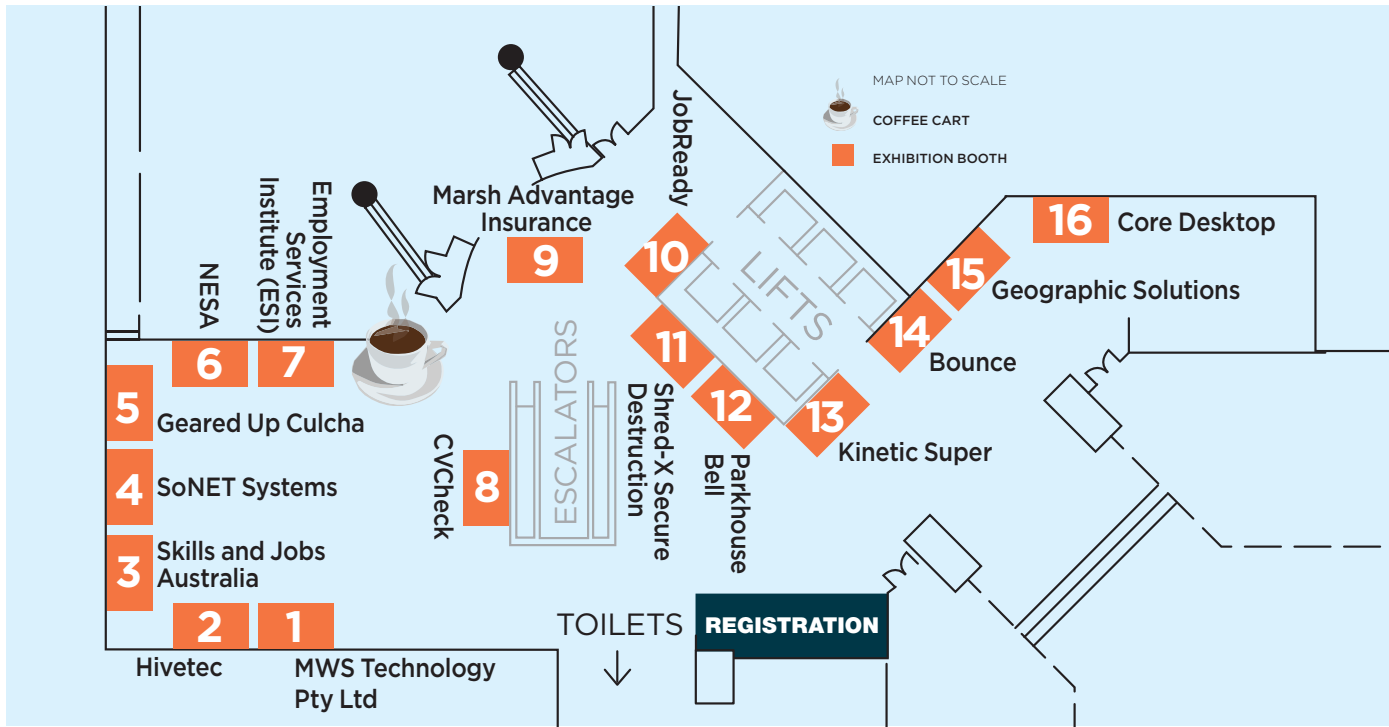 MAP NOT TO SCALE
COFFEE CART
EXHIBITION BOOTH
JobReady
10
Marsh Advantage
Insurance
9
Employment
Services
Institute (ESI)
7
NESA
6
5
Geared Up Culcha
4
SoNET Systems
3
Skills and Jobs
Australia
2
Hivetec
1
MWS Technology
Pty Ltd
CVCheck
8
ESCALATORS
LIFTS
11
Shred-X Secure
Destruction
12
Parkhouse
Bell
13
Kinetic Super
14
Bounce
15
Geographic Solutions
16
Core Desktop
TOILETS
REGISTRATION